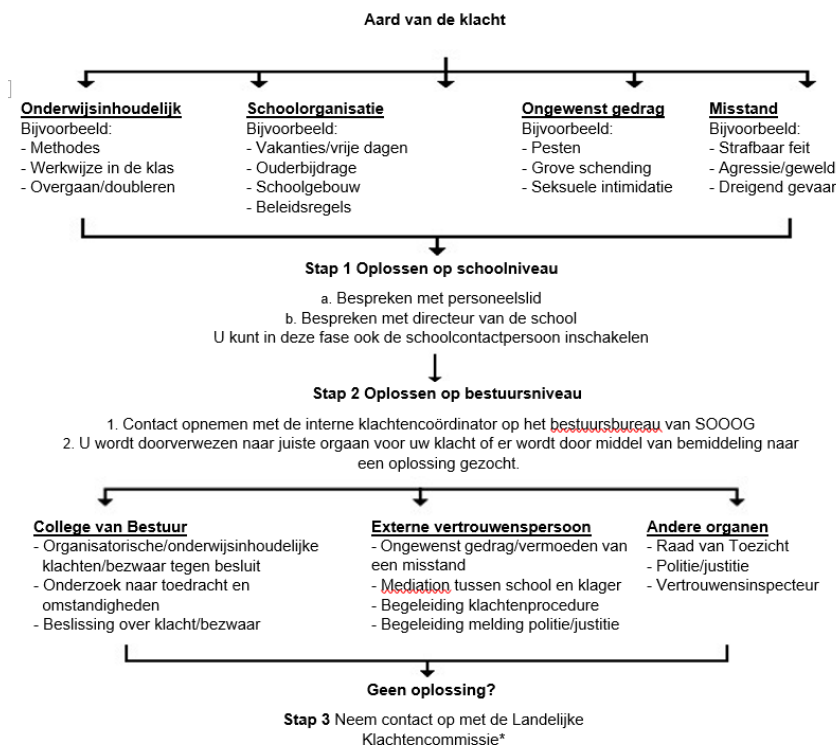 Aard van de klacht
Onderwijsinhoudelijk
Bijvoorbeeld:
- Methodes
- Werkwijze in de klas
- Overgaan/doubleren
Schoolorganisatie
Bijvoorbeeld:
- Vakanties/vrije dagen
- Ouderbijdrage
- Schoolgebouw
- Beleidsregels
Ongewenst gedrag
Bijvoorbeeld:
- Pesten
- Grove schending
- Seksuele intimidatie
Misstand
Bijvoorbeeld:
- Strafbaar feit
- Agressie/geweld
- Dreigend gevaar
Stap 1 Oplossen op schoolniveau
a. Bespreken met personeelslid
b. Bespreken met directeur van de school
U kunt in deze fase ook de schoolcontactpersoon inschakelen
Stap 2 Oplossen op bestuursniveau
1. Contact opnemen met de interne klachtencoördinator op het bestuursbureau van SOOOG
2. U wordt doorverwezen naar juiste orgaan voor uw klacht of er wordt door middel van bemiddeling naar
een oplossing gezocht.
College van Bestuur
- Organisatorische/onderwijsinhoudelijke
klachten/bezwaar tegen besluit
- Onderzoek naar toedracht en
omstandigheden
- Beslissing over klacht/bezwaar
Externe vertrouwenspersoon
- Ongewenst gedrag/vermoeden van
een misstand
- Mediation tussen school en klager
- Begeleiding klachtenprocedure
- Begeleiding melding politie/justitie
Andere organen
- Raad van Toezicht
- Politie/justitie
- Vertrouwensinspecteur
Geen oplossing?
Stap 3 Neem contact op met de Landelijke
Klachtencommissie*